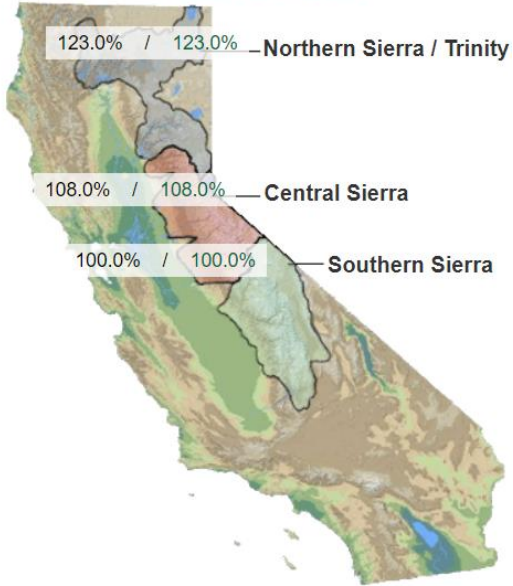 123.0% / 123.0% Northern Sierra / Trinity
108.0% / 108.0% Central Sierra
100.0% / 100.0% Southern Sierra